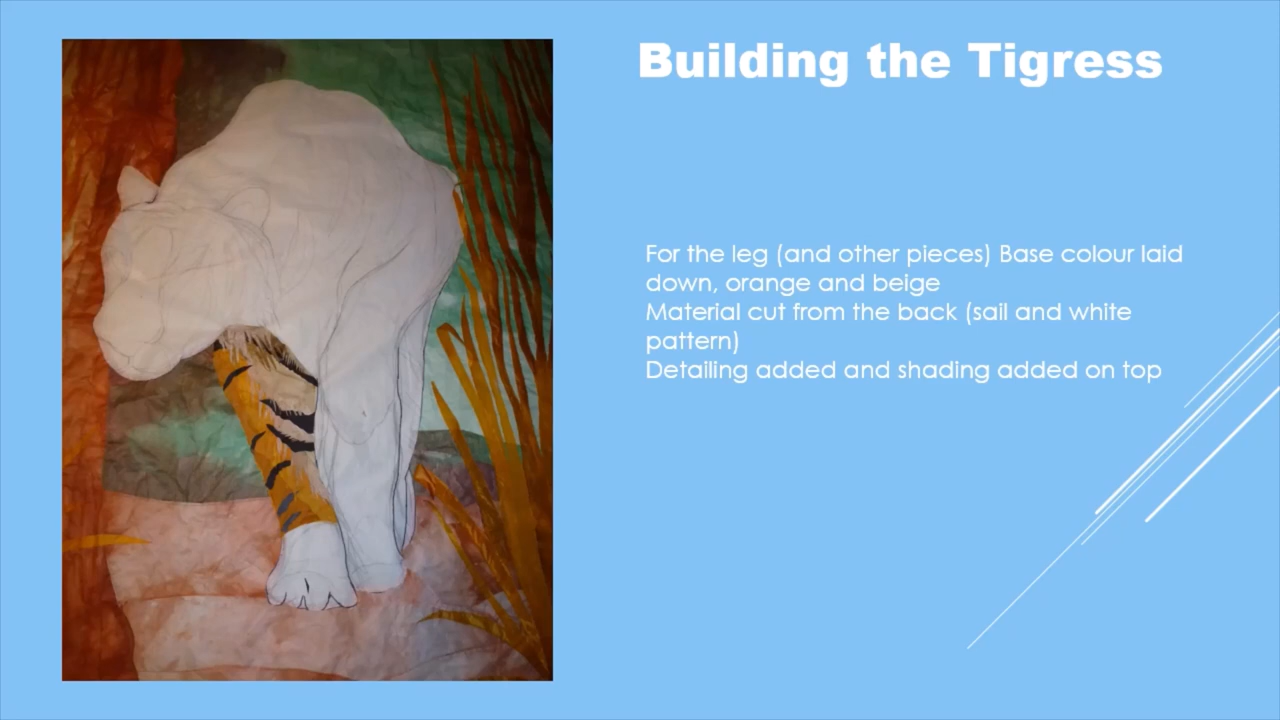 Building the Tigress
For the leg (and other pieces) Base colour laid
down, orange and beige
Material cut from the back (sail and white
pattern)
Detailing added and shading added on top